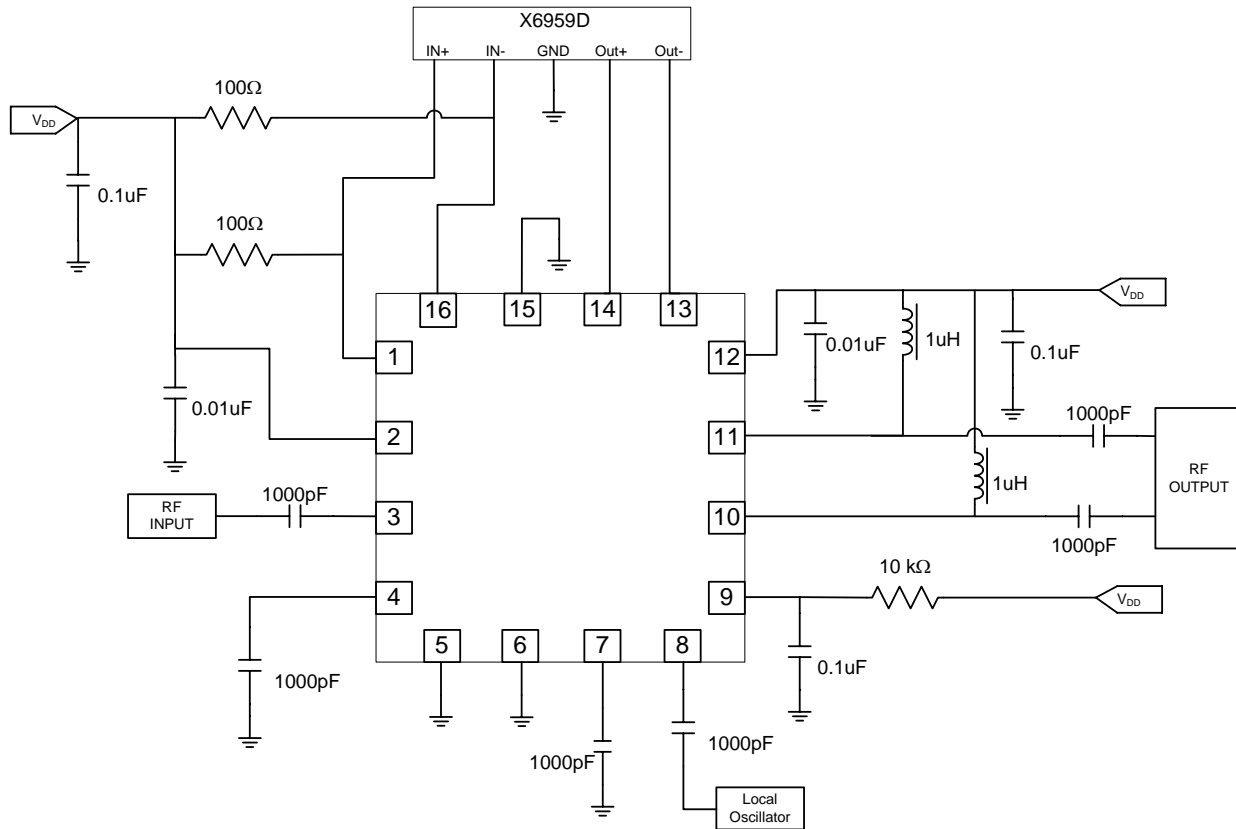 X6959D
IN+ IN- GND Out+ Out-
100Ω
VDD
0.1uF
100Ω
16 15 14 13
VDD
1 12
0.01uF 1uH 0.1uF
0.01uF
1000pF
2 11
RF
OUTPUT
1uH
RF
INPUT
1000pF
3 10
1000pF
10 kΩ
4 9
VDD
5 6 7 8
0.1uF
1000pF
1000pF
1000pF
Local
Oscillator